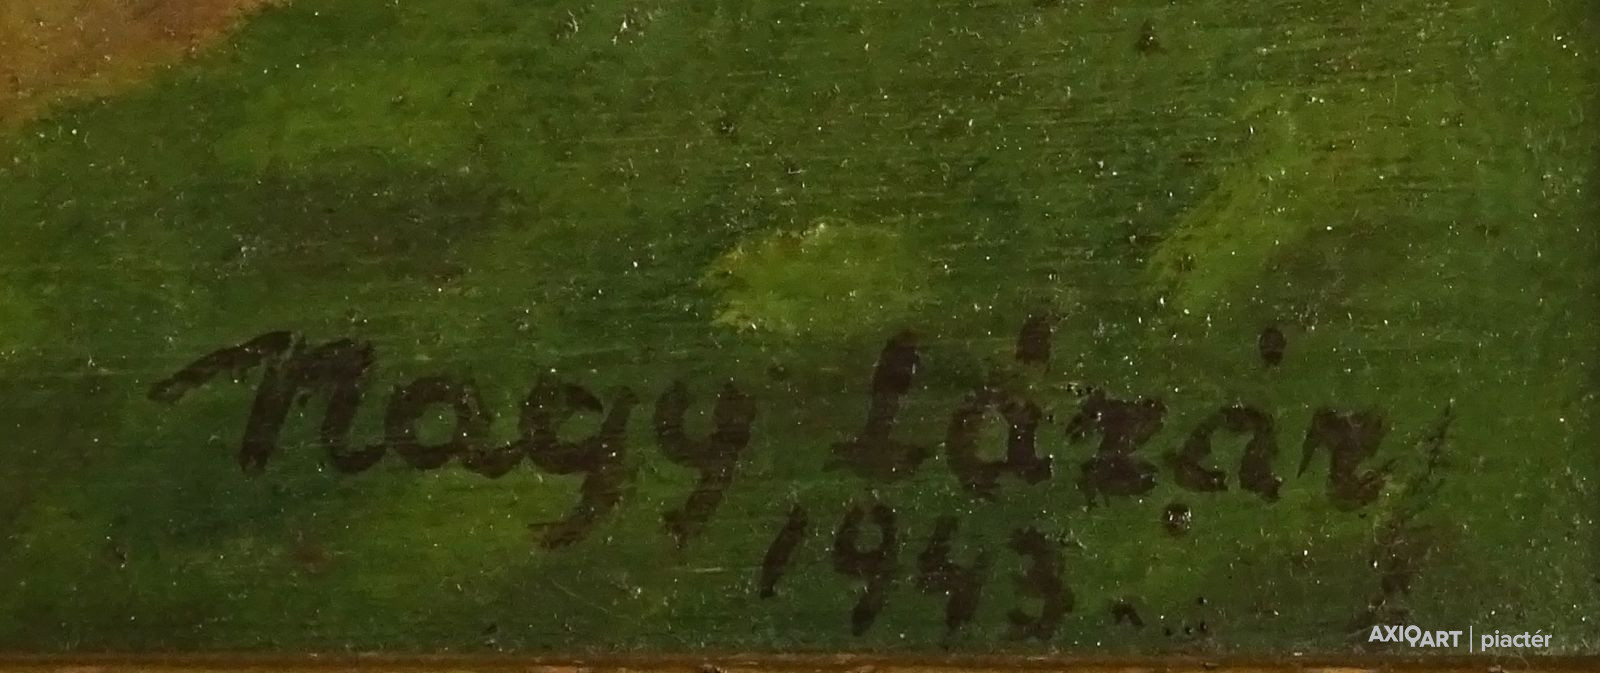 Nagy Lázár
1943.
AXIOART | piactér